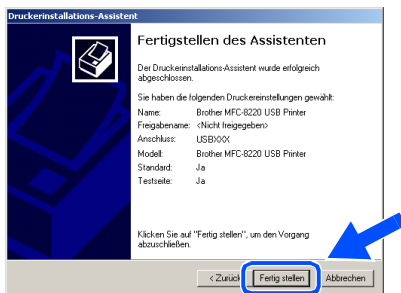 Druckerinstallations-Assistent
Fertigstellen des Assistenten
Der Druckerinstallations-Assistent wurde erfolgreich
abgeschlossen.
Sie haben die folgenden Druckereinstellungen gewählt:
Name: Brother MFC-8220 USB Printer
Freigabename: <Nicht freigegeben>
Anschluss: USBXXX
Modell: Brother MFC-8220 USB Printer
Standard: Ja
Testseite: Ja
Klicken Sie auf "Fertig stellen", um den Vorgang
abzuschließen.
< Zurück Fertig stellen Abbrechen